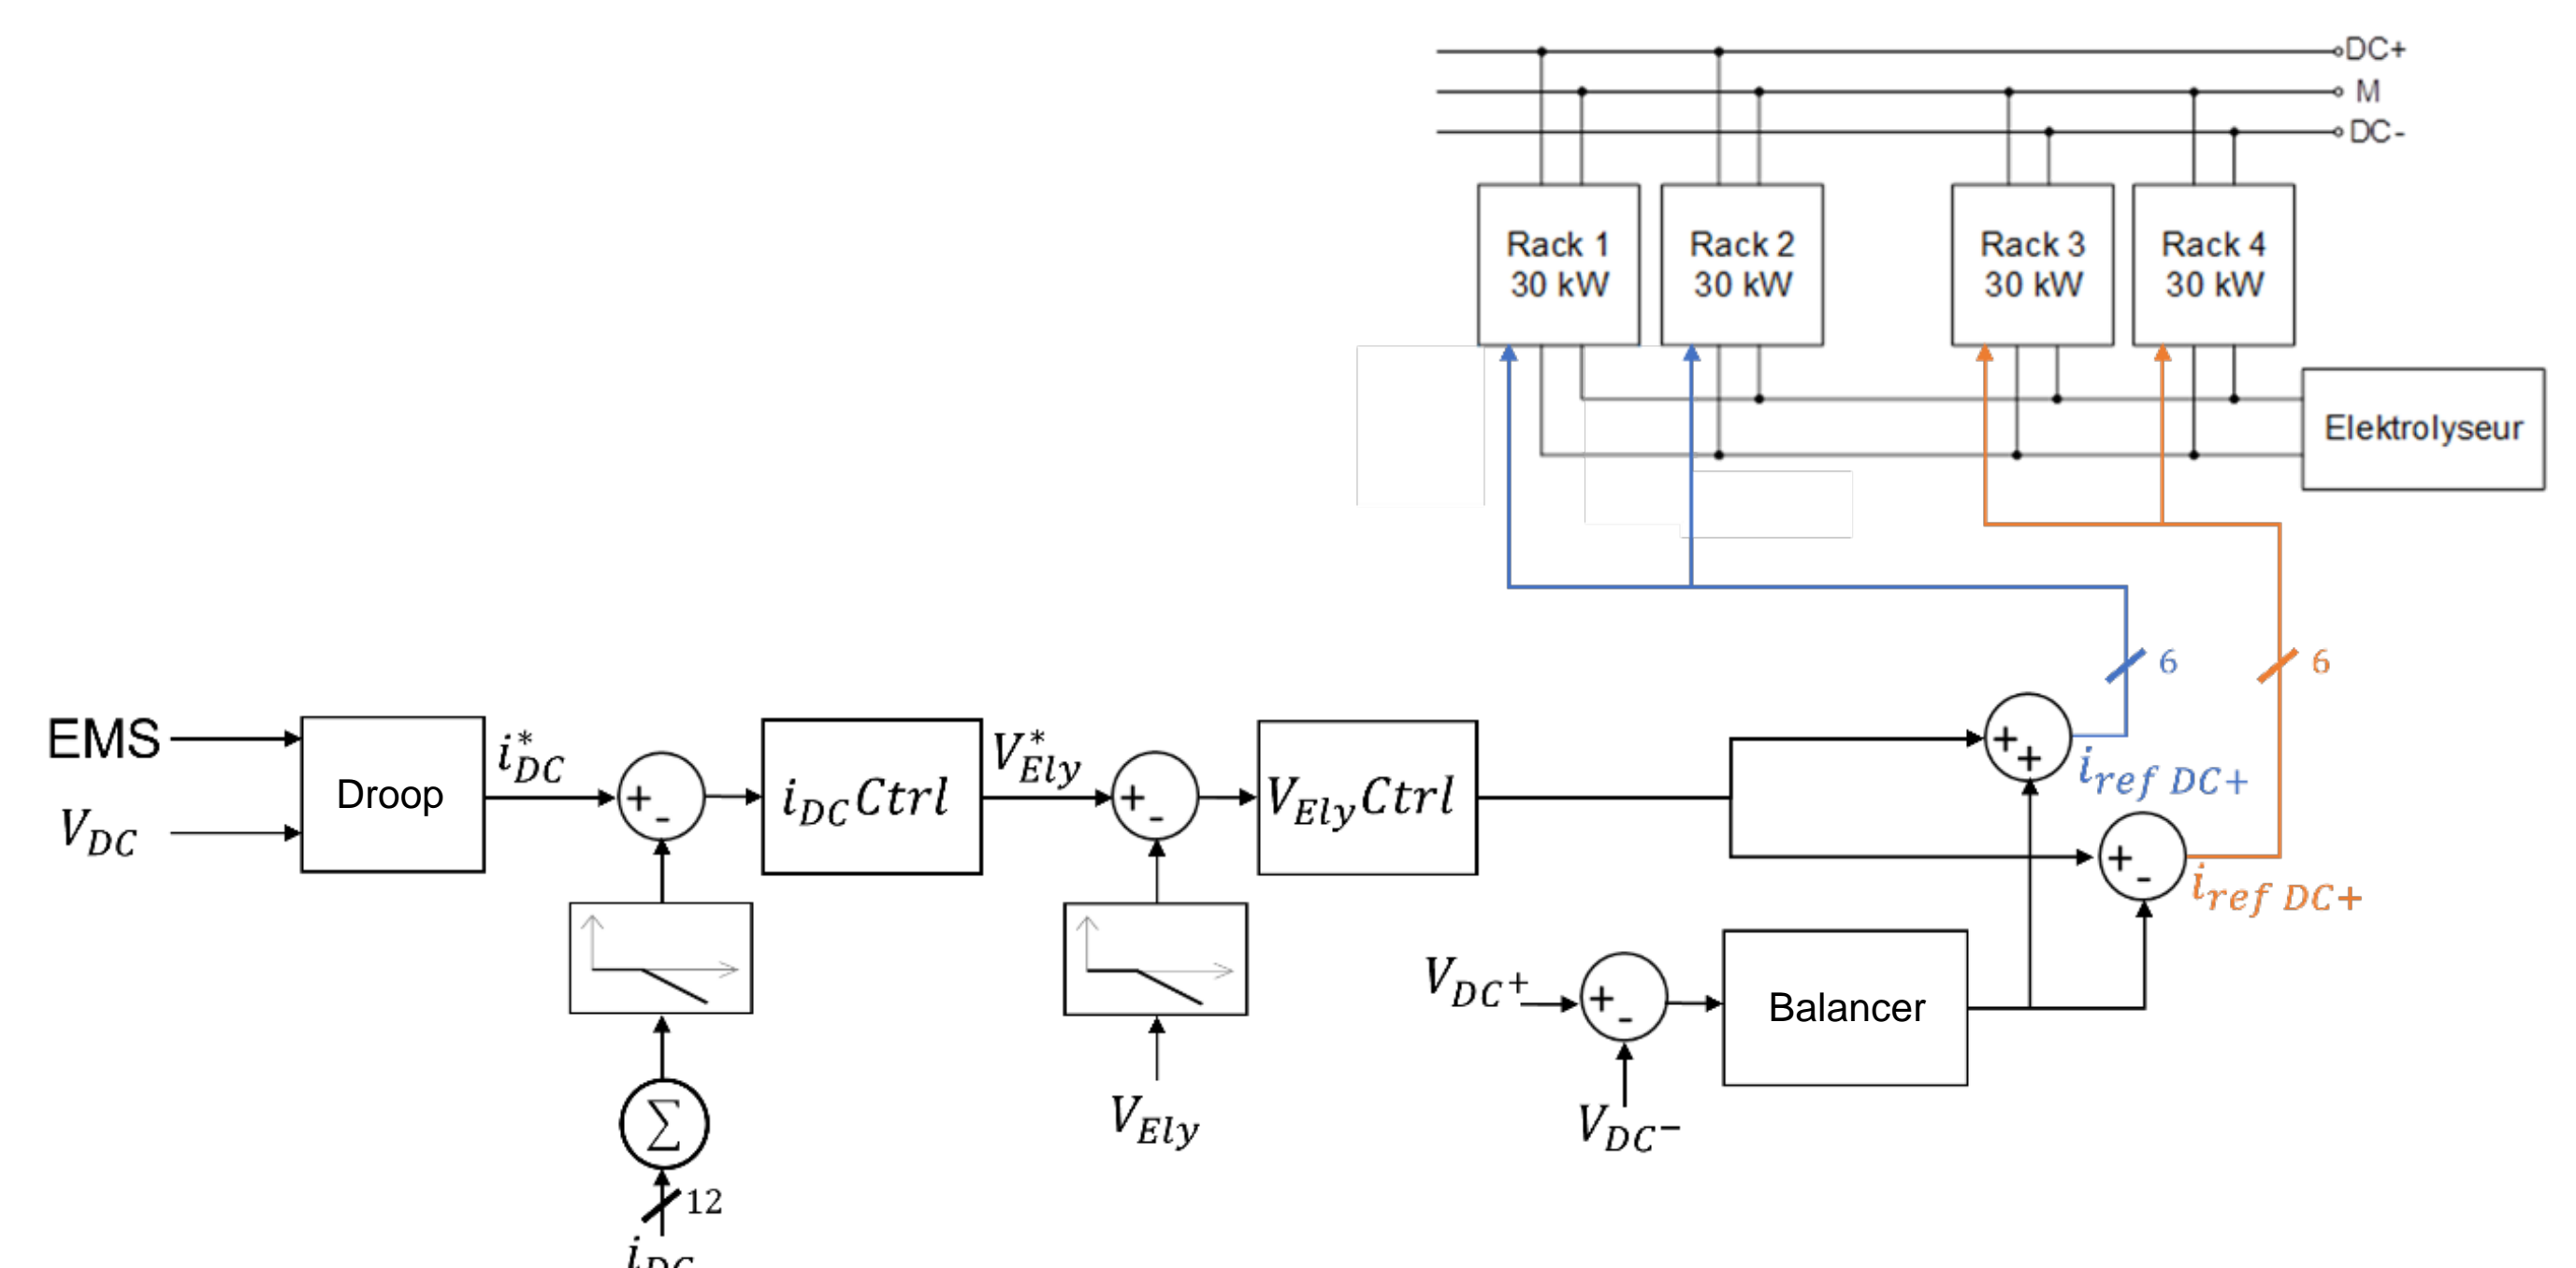 DC+
M
DC-
Rack 1
30 kW
Rack 2
30 kW
Rack 3
30 kW
Rack 4
30 kW
Elektrolyseur
6
6
EMS
V_DC
Droop
i*_DC
+
-
i_DC Ctrl
V*_Ely
+
-
V_Ely Ctrl
+
+
i_ref DC+
+
-
i_ref DC+
V_DC+
+
-
Balancer
V_DC-
V_Ely
Σ
12
i_DC